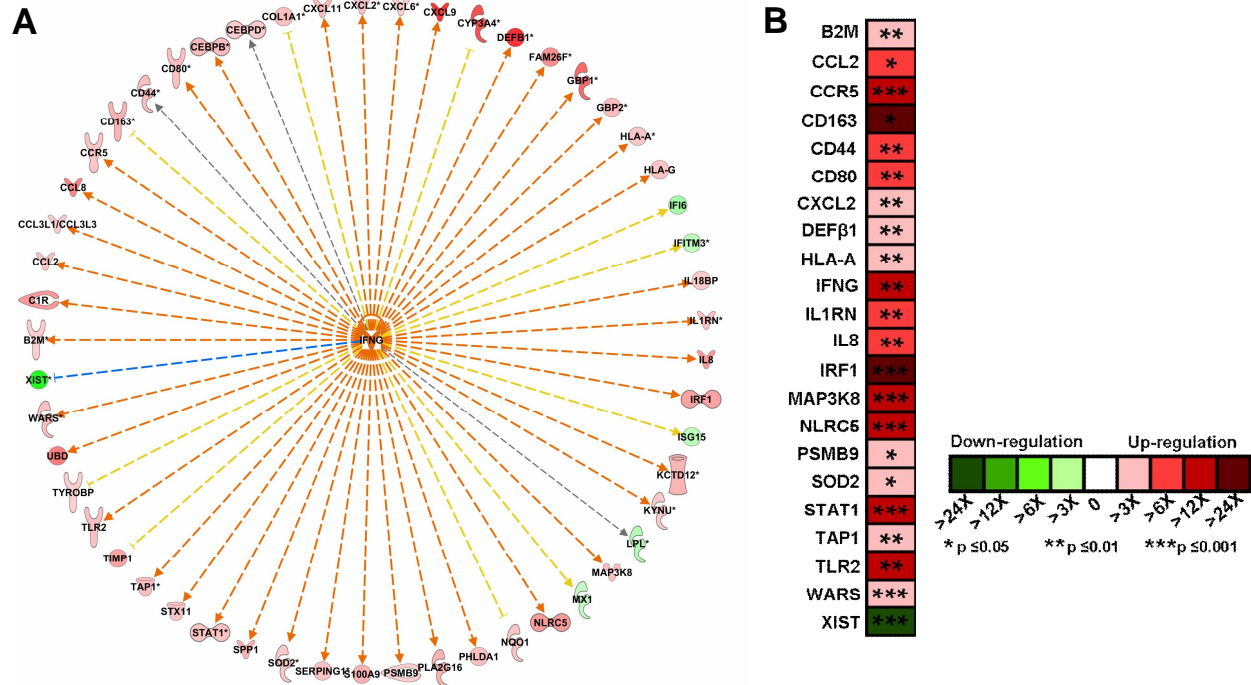 A
COL1A1*
CXCL11
CXCL2*
CXCL6*
CXCL9
CYP3A4*
DEFB1*
FAM26F*
GBP1*
GBP2*
HLA-A*
HLA-G
IFI6
IFITM3*
IL18BP
IL1RN*
IL8
IRF1
ISG15
KCTD12*
KYNU*
LPL*
MAP3K8
MX1
NLRC5
NQO1
PHLDA1
PLA2G16
PSMB9*
S100A9
SERPING1*
SOD2*
SPP1
STAT1*
STX11
TAP1*
TIMP1
TLR2
TYROBP
UBD
WARS*
XIST*
B2M*
C1R
CCL2
CCL3L1/CCL3L3
CCL8
CCR5
CD163*
CD44*
CD80*
CEBPB*
CEBPD*
IFNG
B
B2M **
CCL2 *
CCR5 ***
CD163 *
CD44 **
CD80 **
CXCL2 **
DEFβ1 **
HLA-A **
IFNG **
IL1RN **
IL8 **
IRF1 ***
MAP3K8 ***
NLRC5 ***
PSMB9 *
SOD2 *
STAT1 ***
TAP1 **
TLR2 **
WARS ***
XIST ***
Down-regulation Up-regulation
>24X >12X >6X >3X 0 >3X >6X >12X >24X
*p ≤0.05 **p ≤0.01 ***p ≤0.001